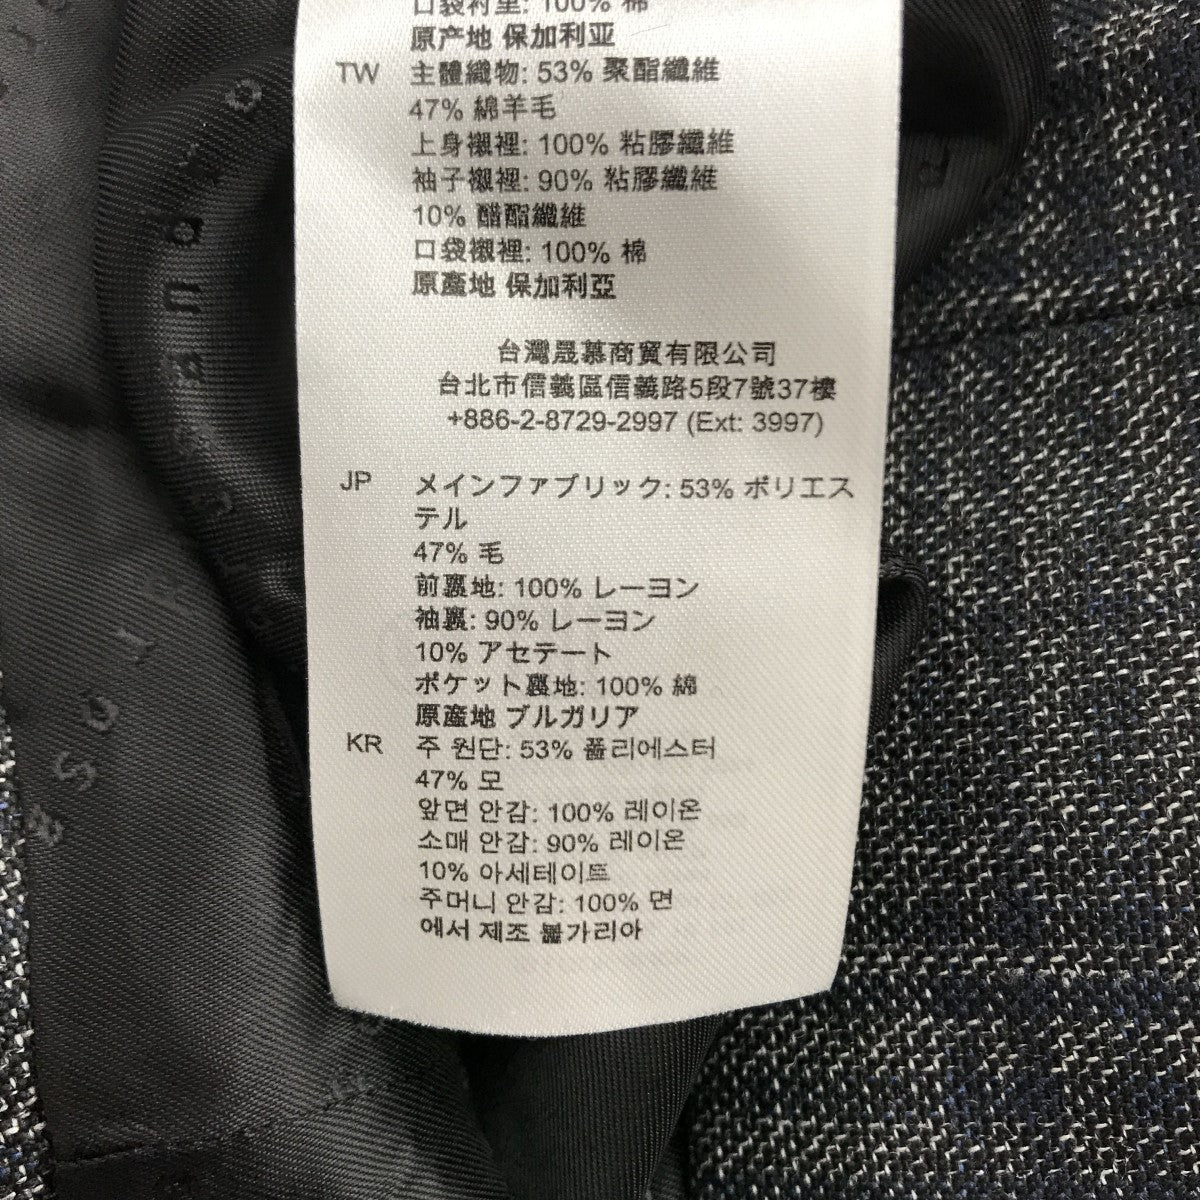 口袋衬里: 100% 棉
原产地 保加利亚
TW 主體織物: 53% 聚酯纖維
47% 綿羊毛
上身襯裡: 100% 粘膠纖維
袖子襯裡: 90% 粘膠纖維
10% 醋酯纖維
口袋襯裡: 100% 棉
原產地 保加利亞
台灣晟慕商貿有限公司
台北市信義區信義路5段7號37樓
+886-2-8729-2997 (Ext: 3997)
JP メインファブリック: 53% ポリエス
テル
47% 毛
前裏地: 100% レーヨン
袖裏: 90% レーヨン
10% アセテート
ポケット裏地: 100% 綿
原産地 ブルガリア
KR 주 원단: 53% 폴리에스터
47% 모
앞면 안감: 100% 레이온
소매 안감: 90% 레이온
10% 아세테이트
주머니 안감: 100% 면
에서 제조 불가리아